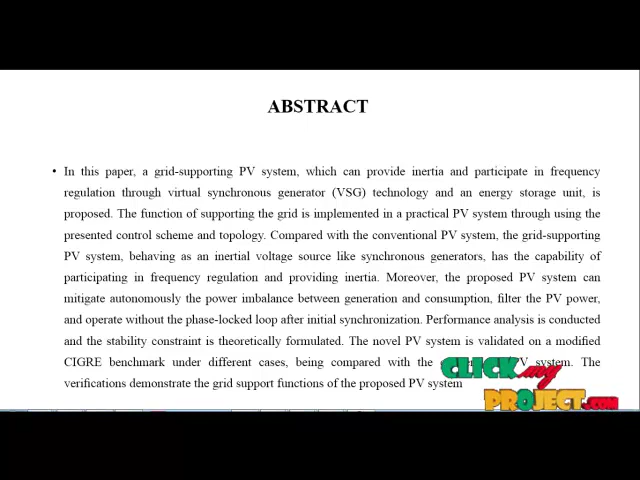 ABSTRACT
• In this paper, a grid-supporting PV system, which can provide inertia and participate in frequency
regulation through virtual synchronous generator (VSG) technology and an energy storage unit, is
proposed. The function of supporting the grid is implemented in a practical PV system through using the
presented control scheme and topology. Compared with the conventional PV system, the grid-supporting
PV system, behaving as an inertial voltage source like synchronous generators, has the capability of
participating in frequency regulation and providing inertia. Moreover, the proposed PV system can
mitigate autonomously the power imbalance between generation and consumption, filter the PV power,
and operate without the phase-locked loop after initial synchronization. Performance analysis is conducted
and the stability constraint is theoretically formulated. The novel PV system is validated on a modified
CIGRE benchmark under different cases, being compared with the PV system. The
verifications demonstrate the grid support functions of the proposed PV system
CLICK my
PROJECT.COM